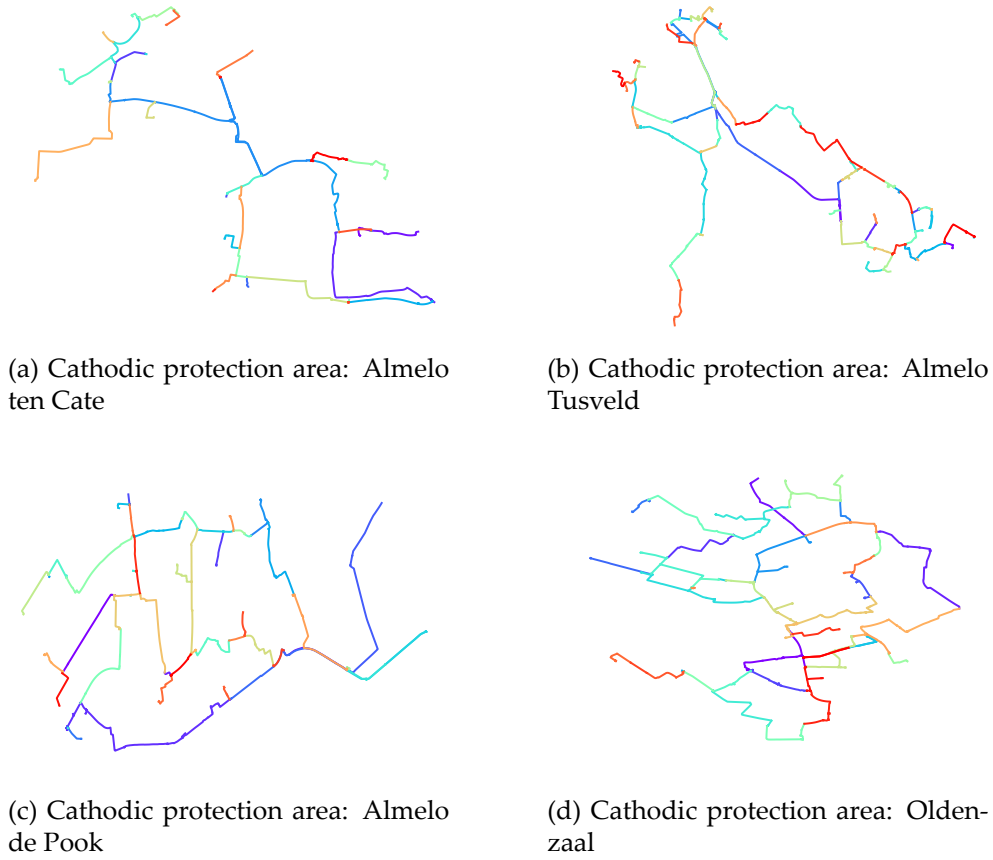 (a) Cathodic protection area: Almelo
ten Cate
(b) Cathodic protection area: Almelo
Tusveld
(c) Cathodic protection area: Almelo
de Pook
(d) Cathodic protection area: Olden-
zaal